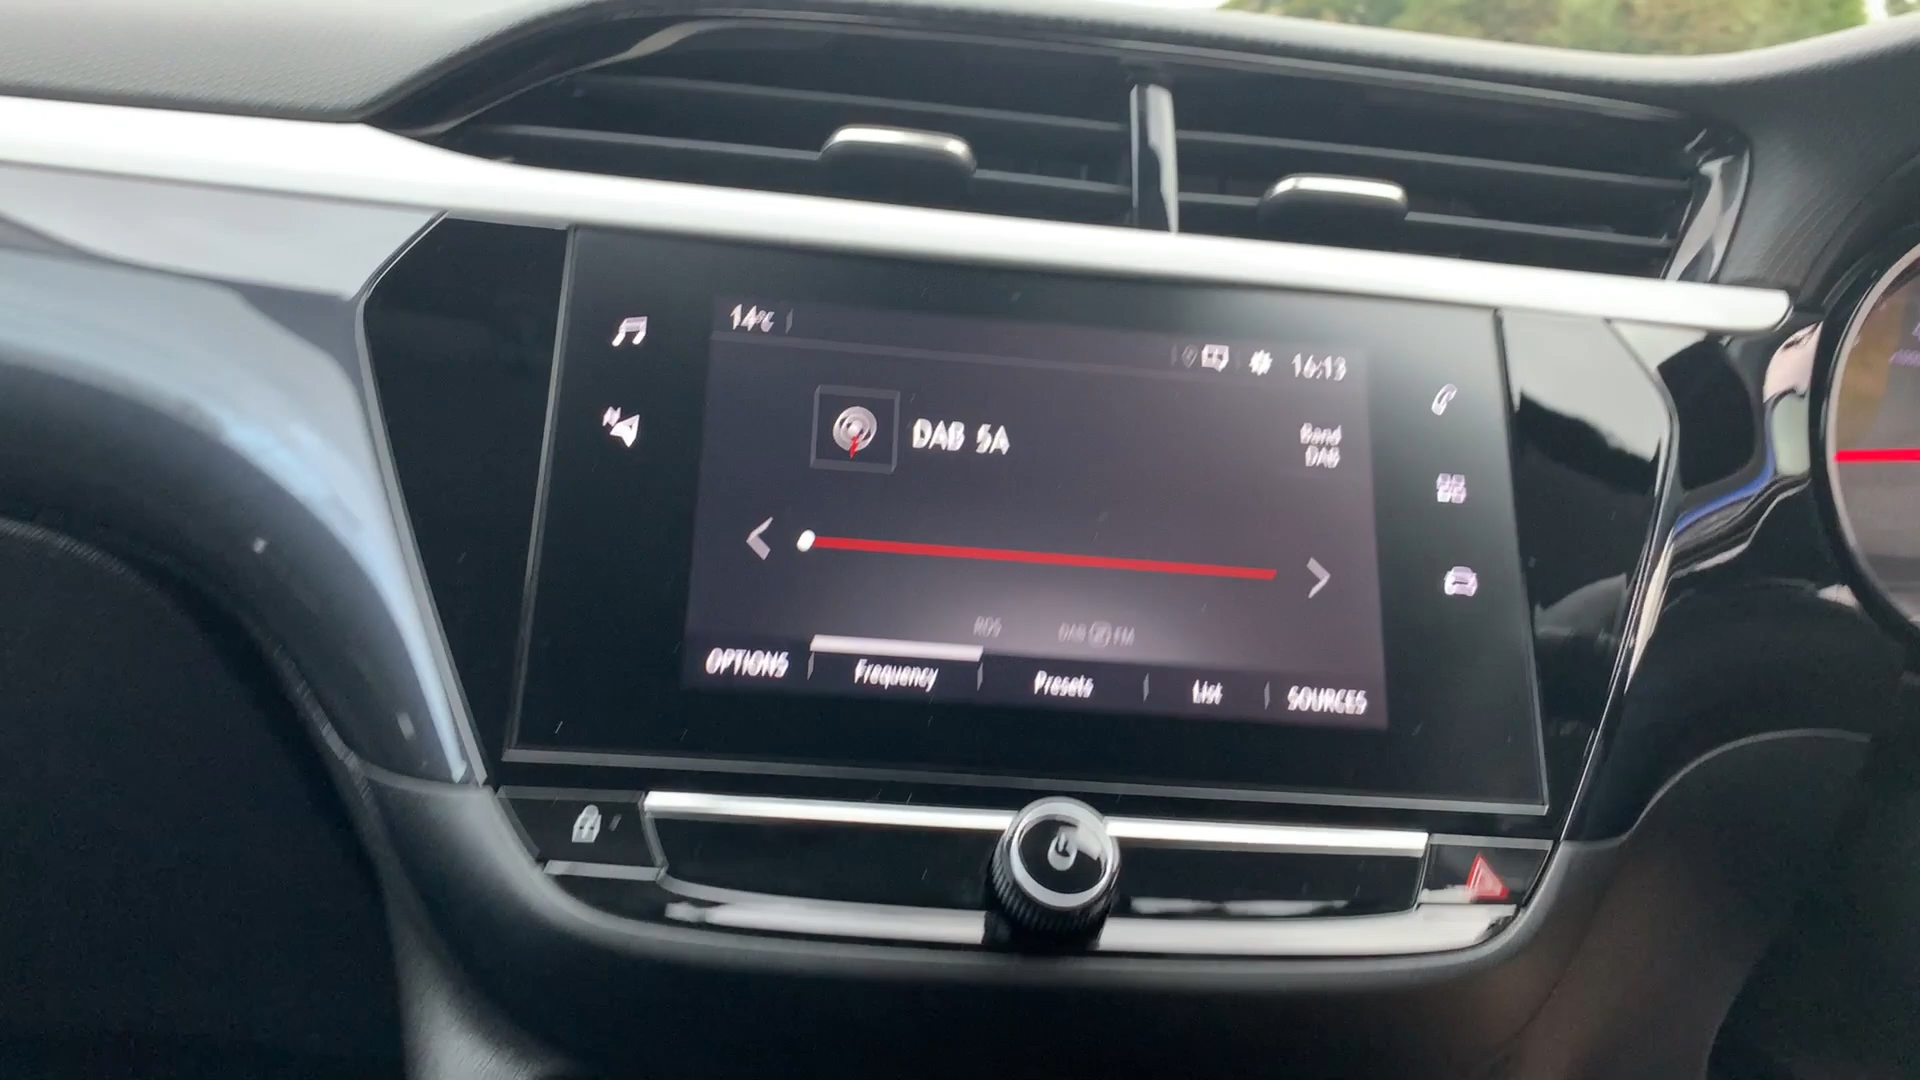 14°C
16:13
DAB 5A
Band
DAB
RDS
DAB FM
OPTIONS
Frequency
Presets
List
SOURCES
N